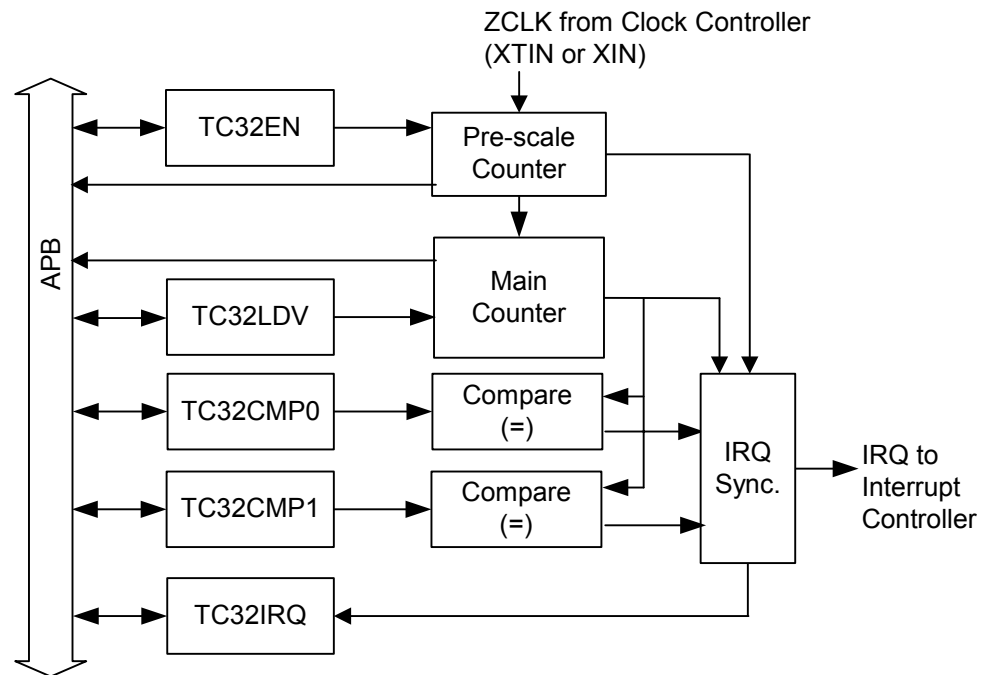 ZCLK from Clock Controller
(XTIN or XIN)
TC32EN
Pre-scale
Counter
APB
Main
Counter
TC32LDV
TC32CMP0
Compare
(=)
IRQ
Sync.
IRQ to
Interrupt
Controller
TC32CMP1
Compare
(=)
TC32IRQ